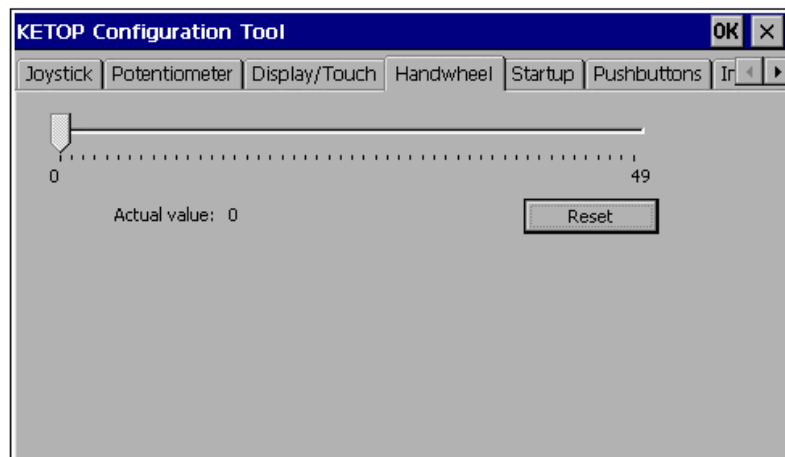 KETOP Configuration Tool OK ×
Joystick Potentiometer Display/Touch Handwheel Startup Pushbuttons
0 49
Actual value: 0 Reset